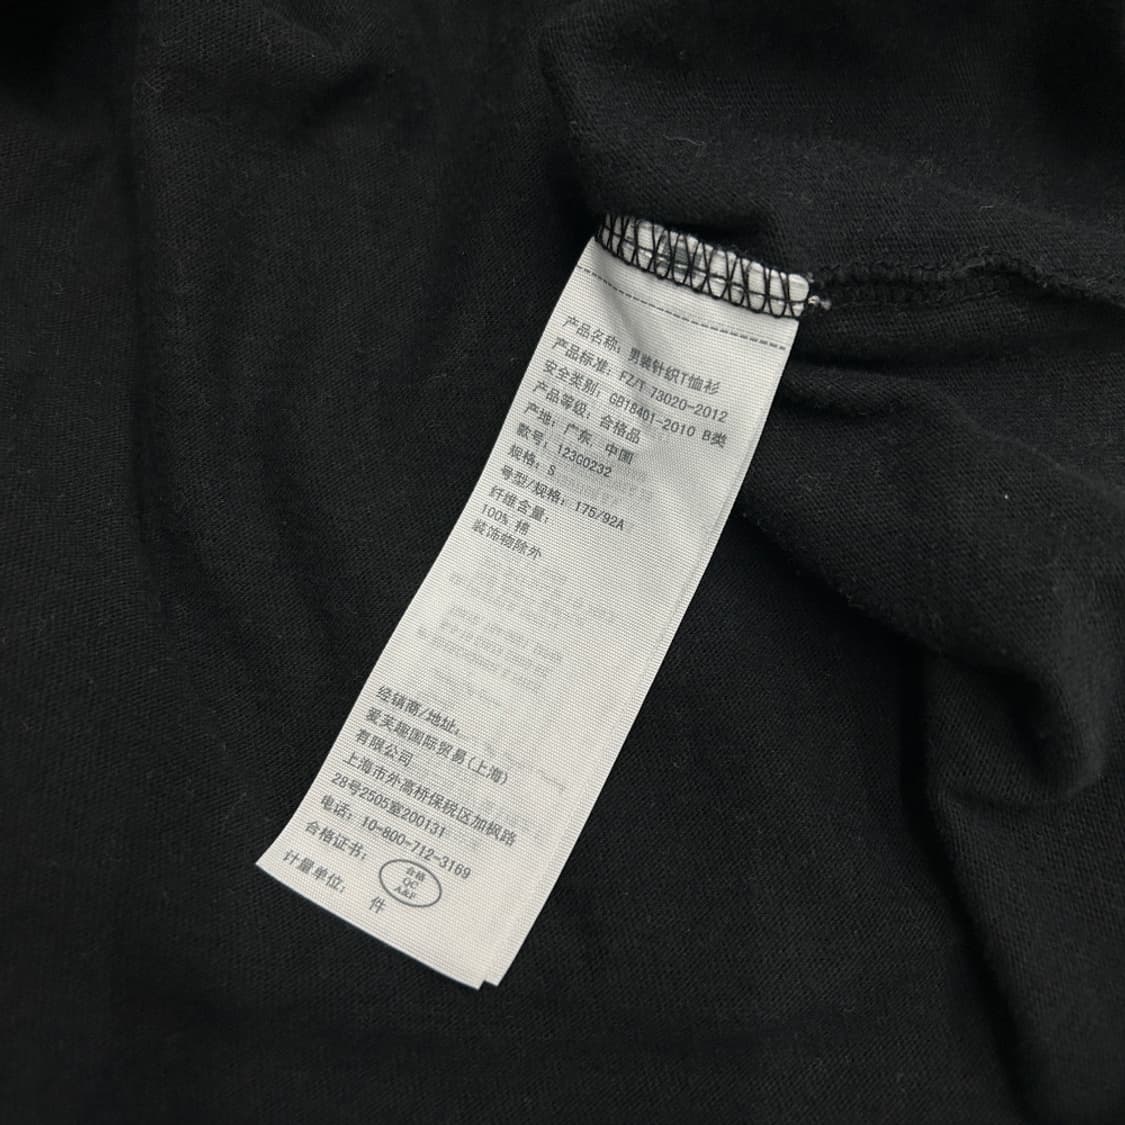 产品名称: 男装针织T恤衫
产品标准: FZ/T 73020-2012
安全类别: GB18401-2010 B类
产品等级: 合格品
产地: 广东, 中国
款号: 123G0232
规格: S
号型/规格: 175/92A
纤维含量:
100% 棉
装饰物除外
经销商/地址:
爱芙趣国际贸易(上海)
有限公司
上海市外高桥保税区加枫路
28号2505室200131
电话: 10-800-712-3169
合格证书:
合格
QC
A&F
计量单位: 件